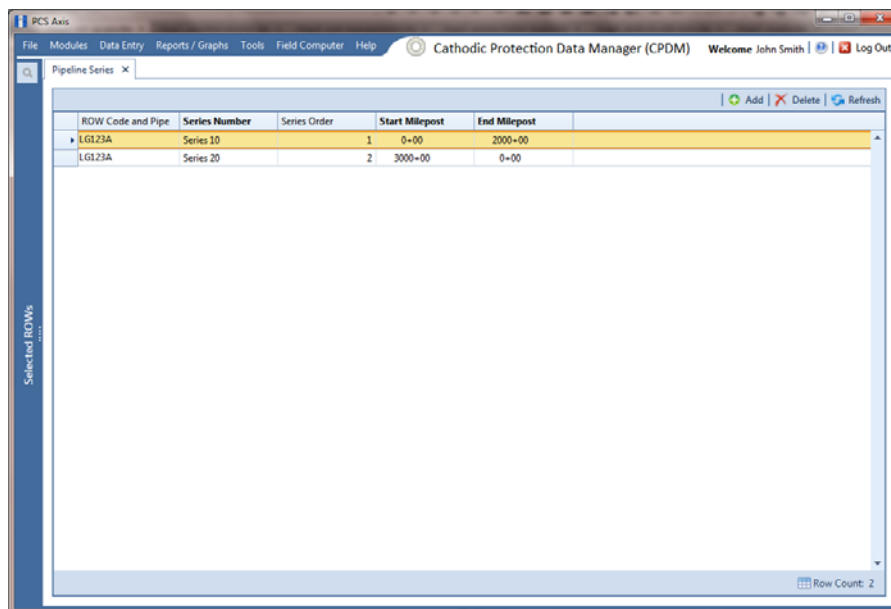 PCS Axis
File Modules Data Entry Reports / Graphs Tools Field Computer Help Cathodic Protection Data Manager (CPDM) Welcome John Smith | Log Out
Pipeline Series
Add | Delete | Refresh
ROW Code and Pipe Series Number Series Order Start Milepost End Milepost
LG123A Series 10 1 0+00 2000+00
LG123A Series 20 2 3000+00 0+00
Selected ROWs
Row Count: 2